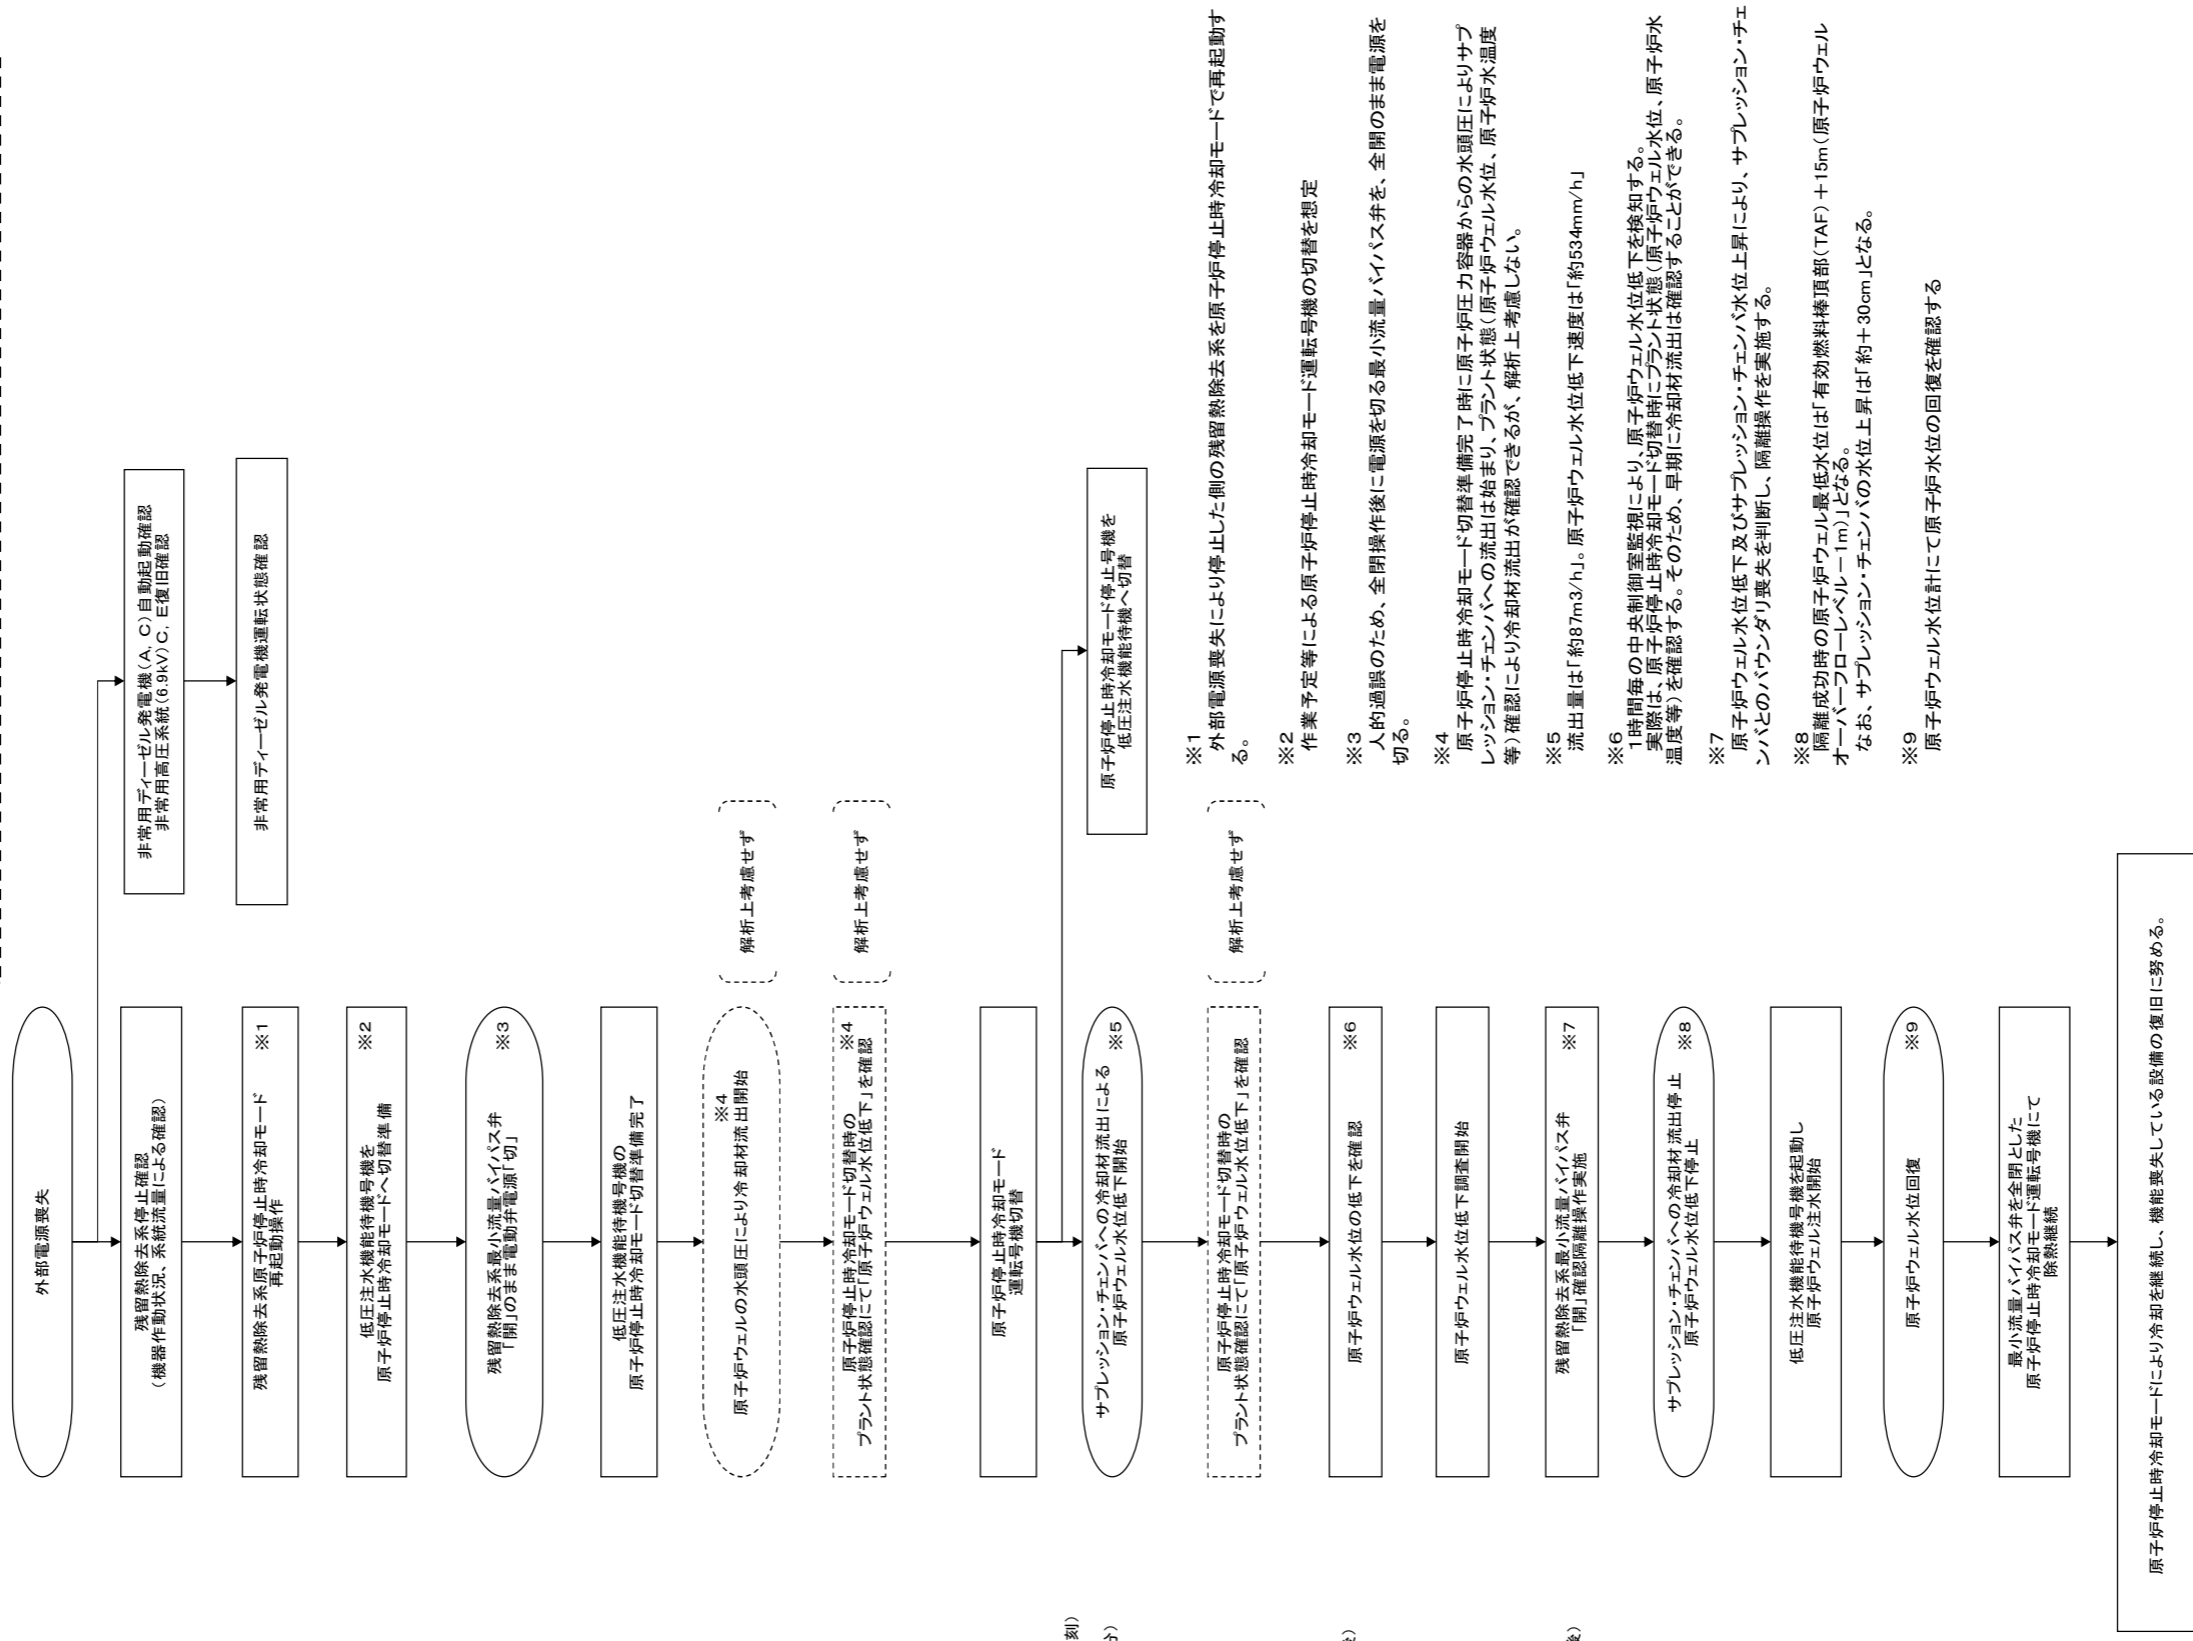 外部電源喪失
非常用ディーゼル発電機(A, C)自動起動確認
非常用高圧系統(6.9kV)C, E復旧確認
非常用ディーゼル発電機運転状態確認
残留熱除去系停止確認
(機器作動状況、系統流量による確認)
残留熱除去系原子炉停止時冷却モード ※1
再起動操作
低圧注水機能待機号機を ※2
原子炉停止時冷却モードへ切替準備
残留熱除去系最小流量バイパス弁 ※3
「開」のまま電動弁電源「切」
低圧注水機能待機号機の
原子炉停止時冷却モード切替準備完了
※4
原子炉ウェルの水頭圧により冷却材流出開始
解析上考慮せず
原子炉停止時冷却モード切替時の ※4
プラント状態確認にて「原子炉ウェル水位低下」を確認
解析上考慮せず
原子炉停止時冷却モード
運転号機切替
原子炉停止時冷却モード停止号機を
低圧注水機能待機へ切替
刻)
分)
サプレッション・チェンバへの冷却材流出による ※5
原子炉ウェル水位低下開始
原子炉停止時冷却モード切替時の
プラント状態確認にて「原子炉ウェル水位低下」を確認
解析上考慮せず
原子炉ウェル水位の低下を確認 ※6
原子炉ウェル水位低下調査開始
残留熱除去系最小流量バイパス弁 ※7
「開」確認隔離操作実施
サプレッション・チェンバへの冷却材流出停止 ※8
原子炉ウェル水位低下停止
低圧注水機能待機号機を起動し
原子炉ウェル注水開始
原子炉ウェル水位回復 ※9
最小流量バイパス弁を全閉とした
原子炉停止時冷却モード運転号機にて
除熱継続
原子炉停止時冷却モードにより冷却を継続し、機能喪失している設備の復旧に努める。
※1
外部電源喪失により停止した側の残留熱除去系を原子炉停止時冷却モードで再起動す
る。
※2
作業予定等による原子炉停止時冷却モード運転号機の切替を想定
※3
人的過誤のため、全閉操作後に電源を切る最小流量バイパス弁を、全開のまま電源を
切る。
※4
原子炉停止時冷却モード切替準備完了時に原子炉圧力容器からの水頭圧によりサプ
レッション・チェンバへの流出は始まり、プラント状態(原子炉ウェル水位、原子炉水温度
等)確認により冷却材流出が確認できるが、解析上考慮しない。
※5
流出量は「約87m3/h」。原子炉ウェル水位低下速度は「約534mm/h」
※6
1時間毎の中央制御室監視により、原子炉ウェル水位低下を検知する。
実際は、原子炉停止時冷却モード切替時にプラント状態(原子炉ウェル水位、原子炉水
温度等)を確認する。そのため、早期に冷却材流出は確認することができる。
※7
原子炉ウェル水位低下及びサプレッション・チェンバ水位上昇により、サプレッション・チェ
ンバとのバウンダリ喪失を判断し、隔離操作を実施する。
※8
隔離成功時の原子炉ウェル最低水位は「有効燃料棒頂部(TAF)+15m(原子炉ウェル
オーバーフローレベル-1m)」となる。
なお、サプレッション・チェンバの水位上昇は「約+30cm」となる。
※9
原子炉ウェル水位計にて原子炉水位の回復を確認する